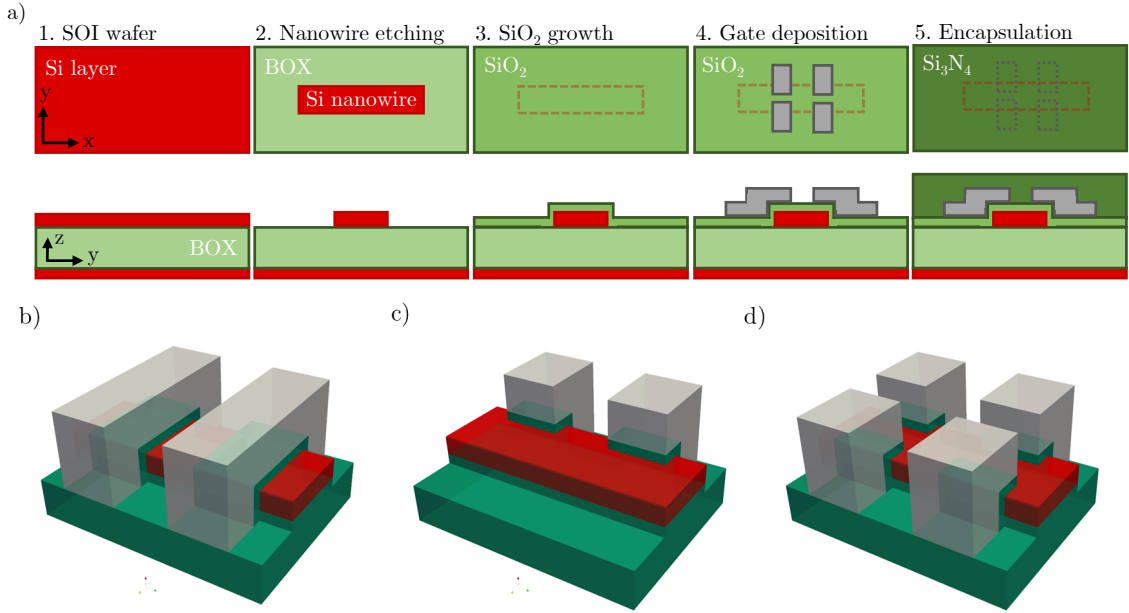 a)
1. SOI wafer
2. Nanowire etching
3. SiO₂ growth
4. Gate deposition
5. Encapsulation
Si layer
y
x
BOX
Si nanowire
SiO₂
SiO₂
Si₃N₄
z
y
BOX
b)
c)
d)